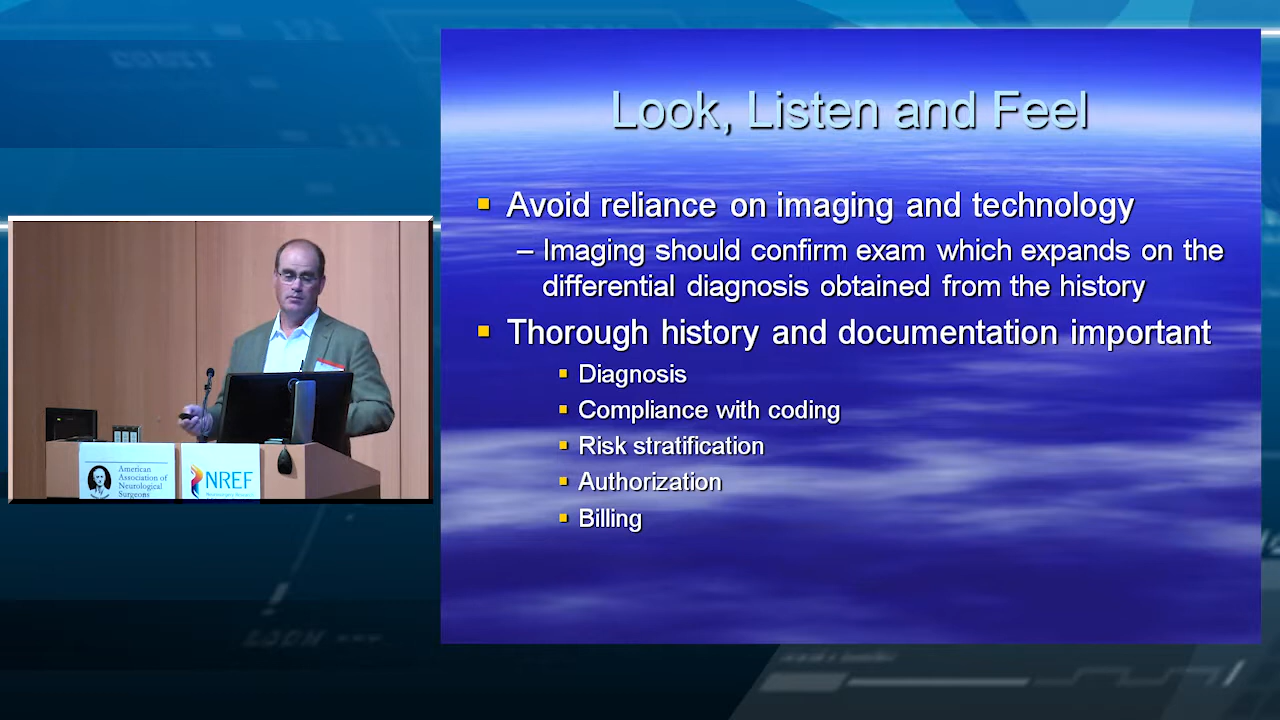 Look, Listen and Feel
Avoid reliance on imaging and technology
– Imaging should confirm exam which expands on the
differential diagnosis obtained from the history
Thorough history and documentation important
Diagnosis
Compliance with coding
Risk stratification
Authorization
Billing
American
Association of
Neurological
Surgeons
NREF